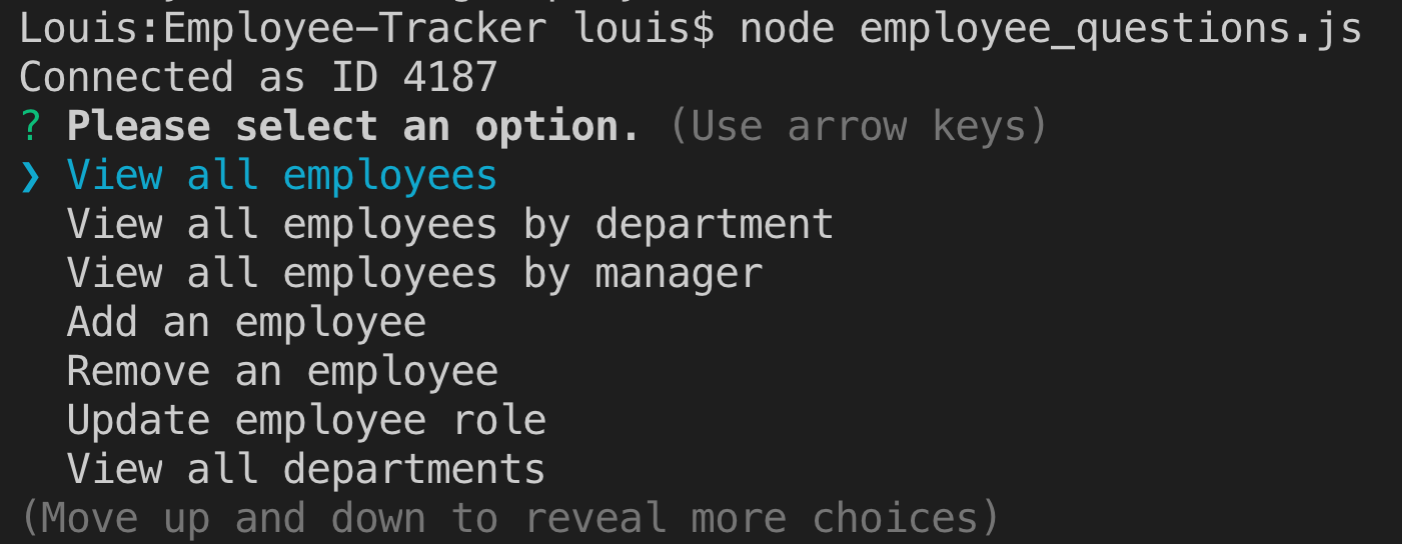 Louis:Employee-Tracker louis$ node employee_questions.js
Connected as ID 4187
? Please select an option. (Use arrow keys)
❯ View all employees
View all employees by department
View all employees by manager
Add an employee
Remove an employee
Update employee role
View all departments
(Move up and down to reveal more choices)